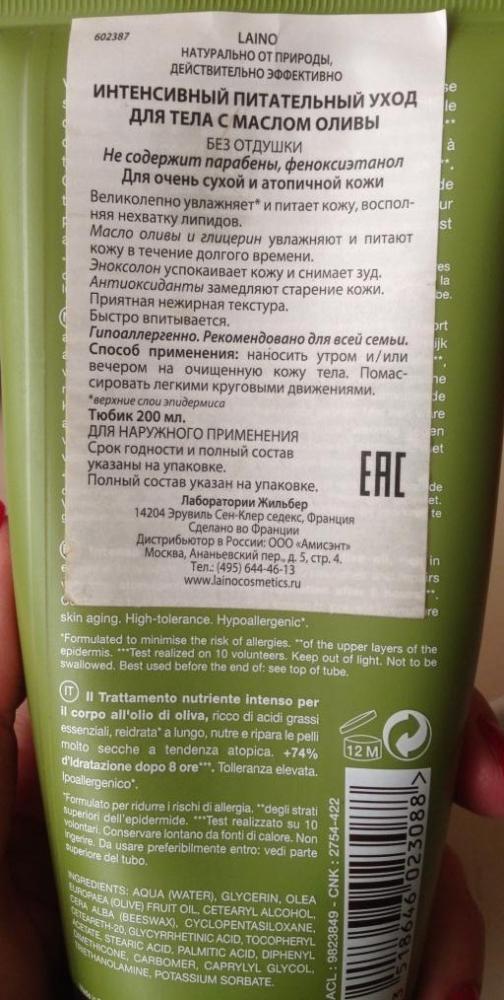 602387
LAINO
НАТУРАЛЬНО ОТ ПРИРОДЫ,
ДЕЙСТВИТЕЛЬНО ЭФФЕКТИВНО
ИНТЕНСИВНЫЙ ПИТАТЕЛЬНЫЙ УХОД
ДЛЯ ТЕЛА С МАСЛОМ ОЛИВЫ
БЕЗ ОТДУШКИ
Не содержит парабены, феноксиэтанол
Для очень сухой и атопичной кожи
Великолепно увлажняет* и питает кожу, воспол-
няя нехватку липидов.
Масло оливы и глицерин увлажняют и питают
кожу в течение долгого времени.
Эноксолон успокаивает кожу и снимает зуд.
Антиоксиданты замедляют старение кожи.
Приятная нежирная текстура.
Быстро впитывается.
Гипоаллергенно. Рекомендовано для всей семьи.
Способ применения: наносить утром и/или
вечером на очищенную кожу тела. Помас-
сировать легкими круговыми движениями.
*верхние слои эпидермиса
Тюбик 200 мл.
ДЛЯ НАРУЖНОГО ПРИМЕНЕНИЯ
Срок годности и полный состав
указаны на упаковке.
Полный состав указан на упаковке.
EAC
Лаборатории Жильбер
14204 Эрувиль Сен-Клер седекс, Франция
Сделано во Франции
Дистрибьютор в России: ООО «Амисэнт»
Москва, Ананьевский пер., д. 5, стр. 4.
Тел.: (495) 644-46-13
www.lainocosmetics.ru
skin aging. High-tolerance. Hypoallergenic*.
*Formulated to minimise the risk of allergies. **of the upper layers of the
epidermis. ***Test realized on 10 volunteers. Keep out of light. Not to be
swallowed. Best used before the end of: see top of tube.
IT Il Trattamento nutriente intenso per
il corpo all'olio di oliva, ricco di acidi grassi
essenziali, reidrata* a lungo, nutre e ripara le pelli
molto secche a tendenza atopica. +74%
d'Idratazione dopo 8 ore***. Tolleranza elevata.
Ipoallergenico*.
*Formulato per ridurre i rischi di allergia. **degli strati
superiori dell'epidermide. ***Test realizzato su 10
volontari. Conservare lontano da fonti di calore. Non
ingerire. Da usare preferibilmente entro: vedi parte
superiore del tubo.
12 M
INGREDIENTS: AQUA (WATER), GLYCERIN, OLEA
EUROPAEA (OLIVE) FRUIT OIL, CETEARYL ALCOHOL,
CERA ALBA (BEESWAX), CYCLOPENTASILOXANE,
CETEARETH-20, GLYCYRRHETINIC ACID, TOCOPHERYL
ACETATE, STEARIC ACID, PALMITIC ACID, DIPHENYL
DIMETHICONE, CARBOMER, CAPRYLYL GLYCOL,
TRIETHANOLAMINE, POTASSIUM SORBATE.
ACL : 9823849 - CNK : 2754-422
3 518646 023088 >